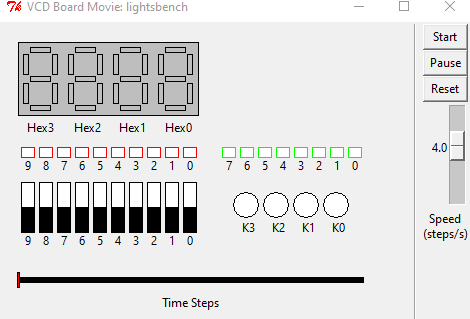 VCD Board Movie: lightsbench
Start
Pause
Reset
Hex3 Hex2 Hex1 Hex0
9 8 7 6 5 4 3 2 1 0
7 6 5 4 3 2 1 0
4.0
9 8 7 6 5 4 3 2 1 0
K3 K2 K1 K0
Speed
(steps/s)
Time Steps